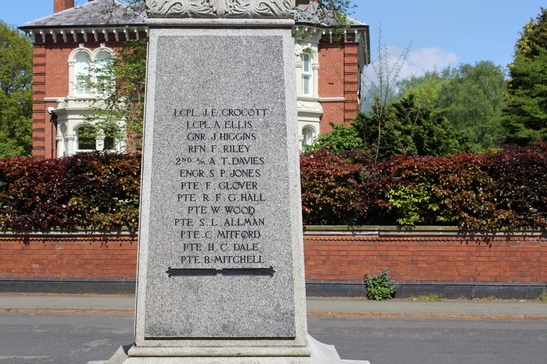 L.CPL. J.E. CROCOTT
L.CPL. A. ELLIS
GNR. J. HIGGINS
RFN. F. RILEY
2ND A/C A. T. DAVIES
ENGR. S. P. JONES
PTE. F. GLOVER
PTE. R. F. G. HALL
PTE. W. WOOD
PTE. S. L. ALLMAN
PTE. C. MITFORD
PTE. H. C. DALE
PTE. B. MITCHELL